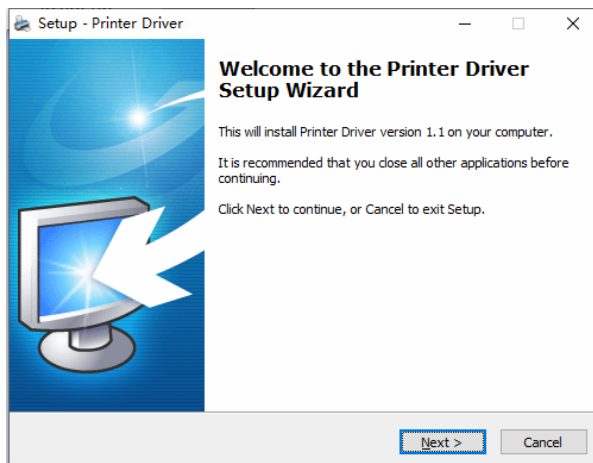 Setup - Printer Driver
Welcome to the Printer Driver
Setup Wizard
This will install Printer Driver version 1.1 on your computer.
It is recommended that you close all other applications before
continuing.
Click Next to continue, or Cancel to exit Setup.
Next >
Cancel